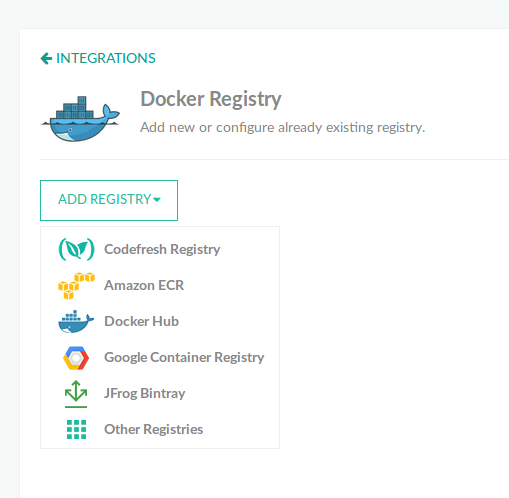 INTEGRATIONS
Docker Registry
Add new or configure already existing registry.
ADD REGISTRY
Codefresh Registry
Amazon ECR
Docker Hub
Google Container Registry
JFrog Bintray
Other Registries